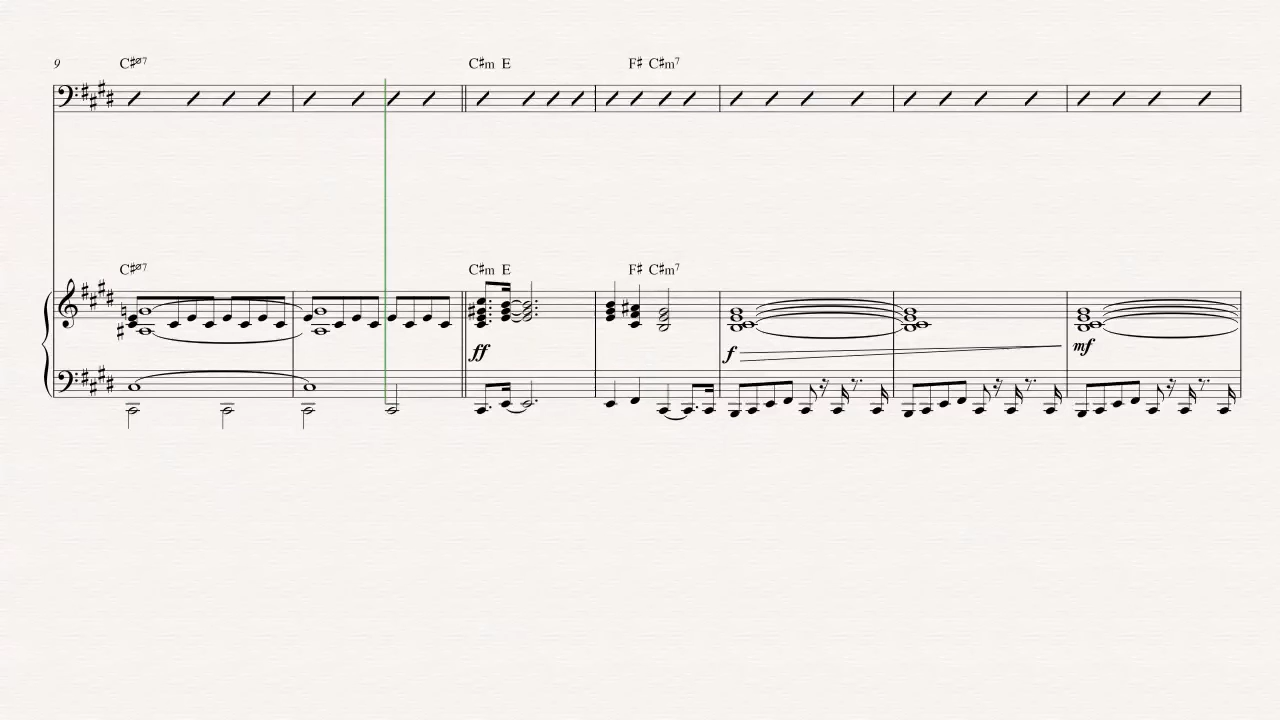 9 C♯ø7 C♯m E F♯ C♯m7
C♯ø7 C♯m E F♯ C♯m7
ff f mf